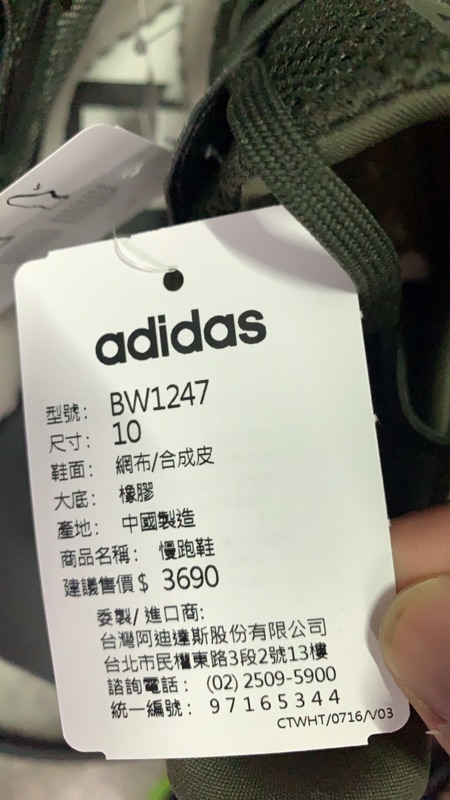 adidas
型號: BW1247
尺寸: 10
鞋面: 網布/合成皮
大底: 橡膠
產地: 中國製造
商品名稱: 慢跑鞋
建議售價$ 3690
委製/進口商:
台灣阿迪達斯股份有限公司
台北市民權東路3段2號13樓
諮詢電話: (02) 2509-5900
統一編號: 97165344
CTWHT/0716/V03